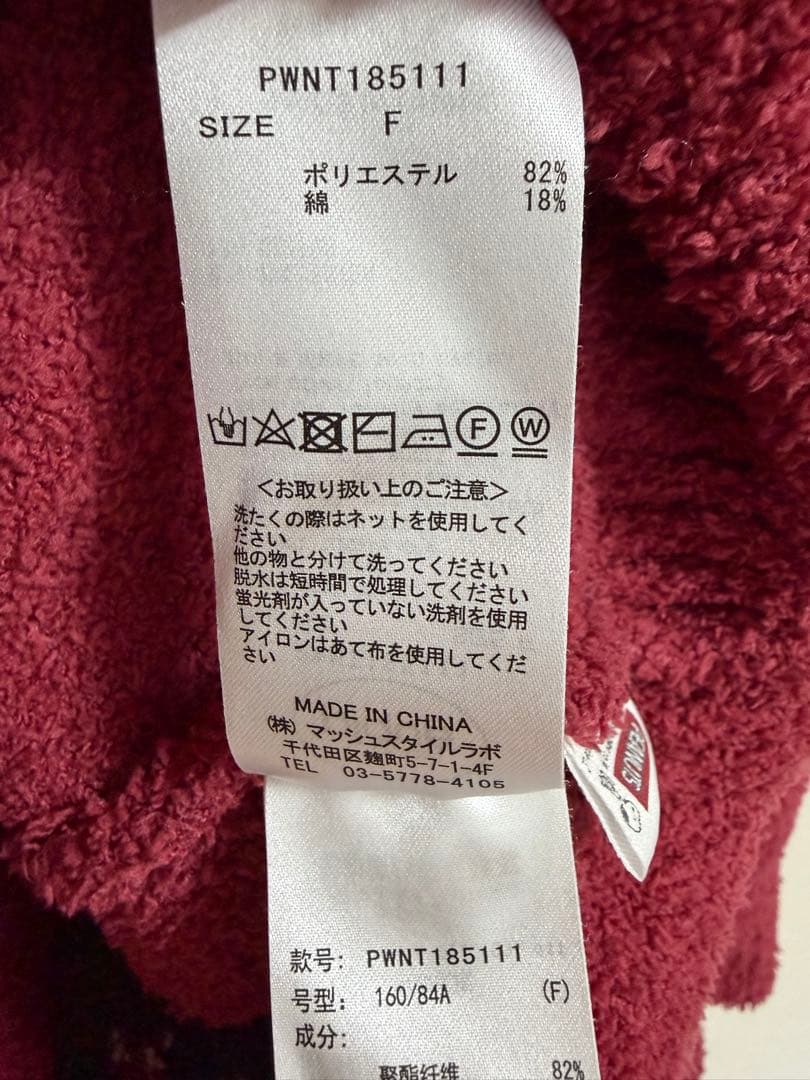 PWNT185111
SIZE F
ポリエステル 82%
綿 18%
F W
<お取り扱い上のご注意>
洗たくの際はネットを使用してく
ださい
他の物と分けて洗ってください
脱水は短時間で処理してください
蛍光剤が入っていない洗剤を使用
してください
アイロンはあて布を使用してくだ
さい
MADE IN CHINA
(株) マッシュスタイルラボ
千代田区麹町5-7-1-4F
TEL 03-5778-4105
款号: PWNT185111
号型: 160/84A (F)
成分:
聚酯纤维 82%